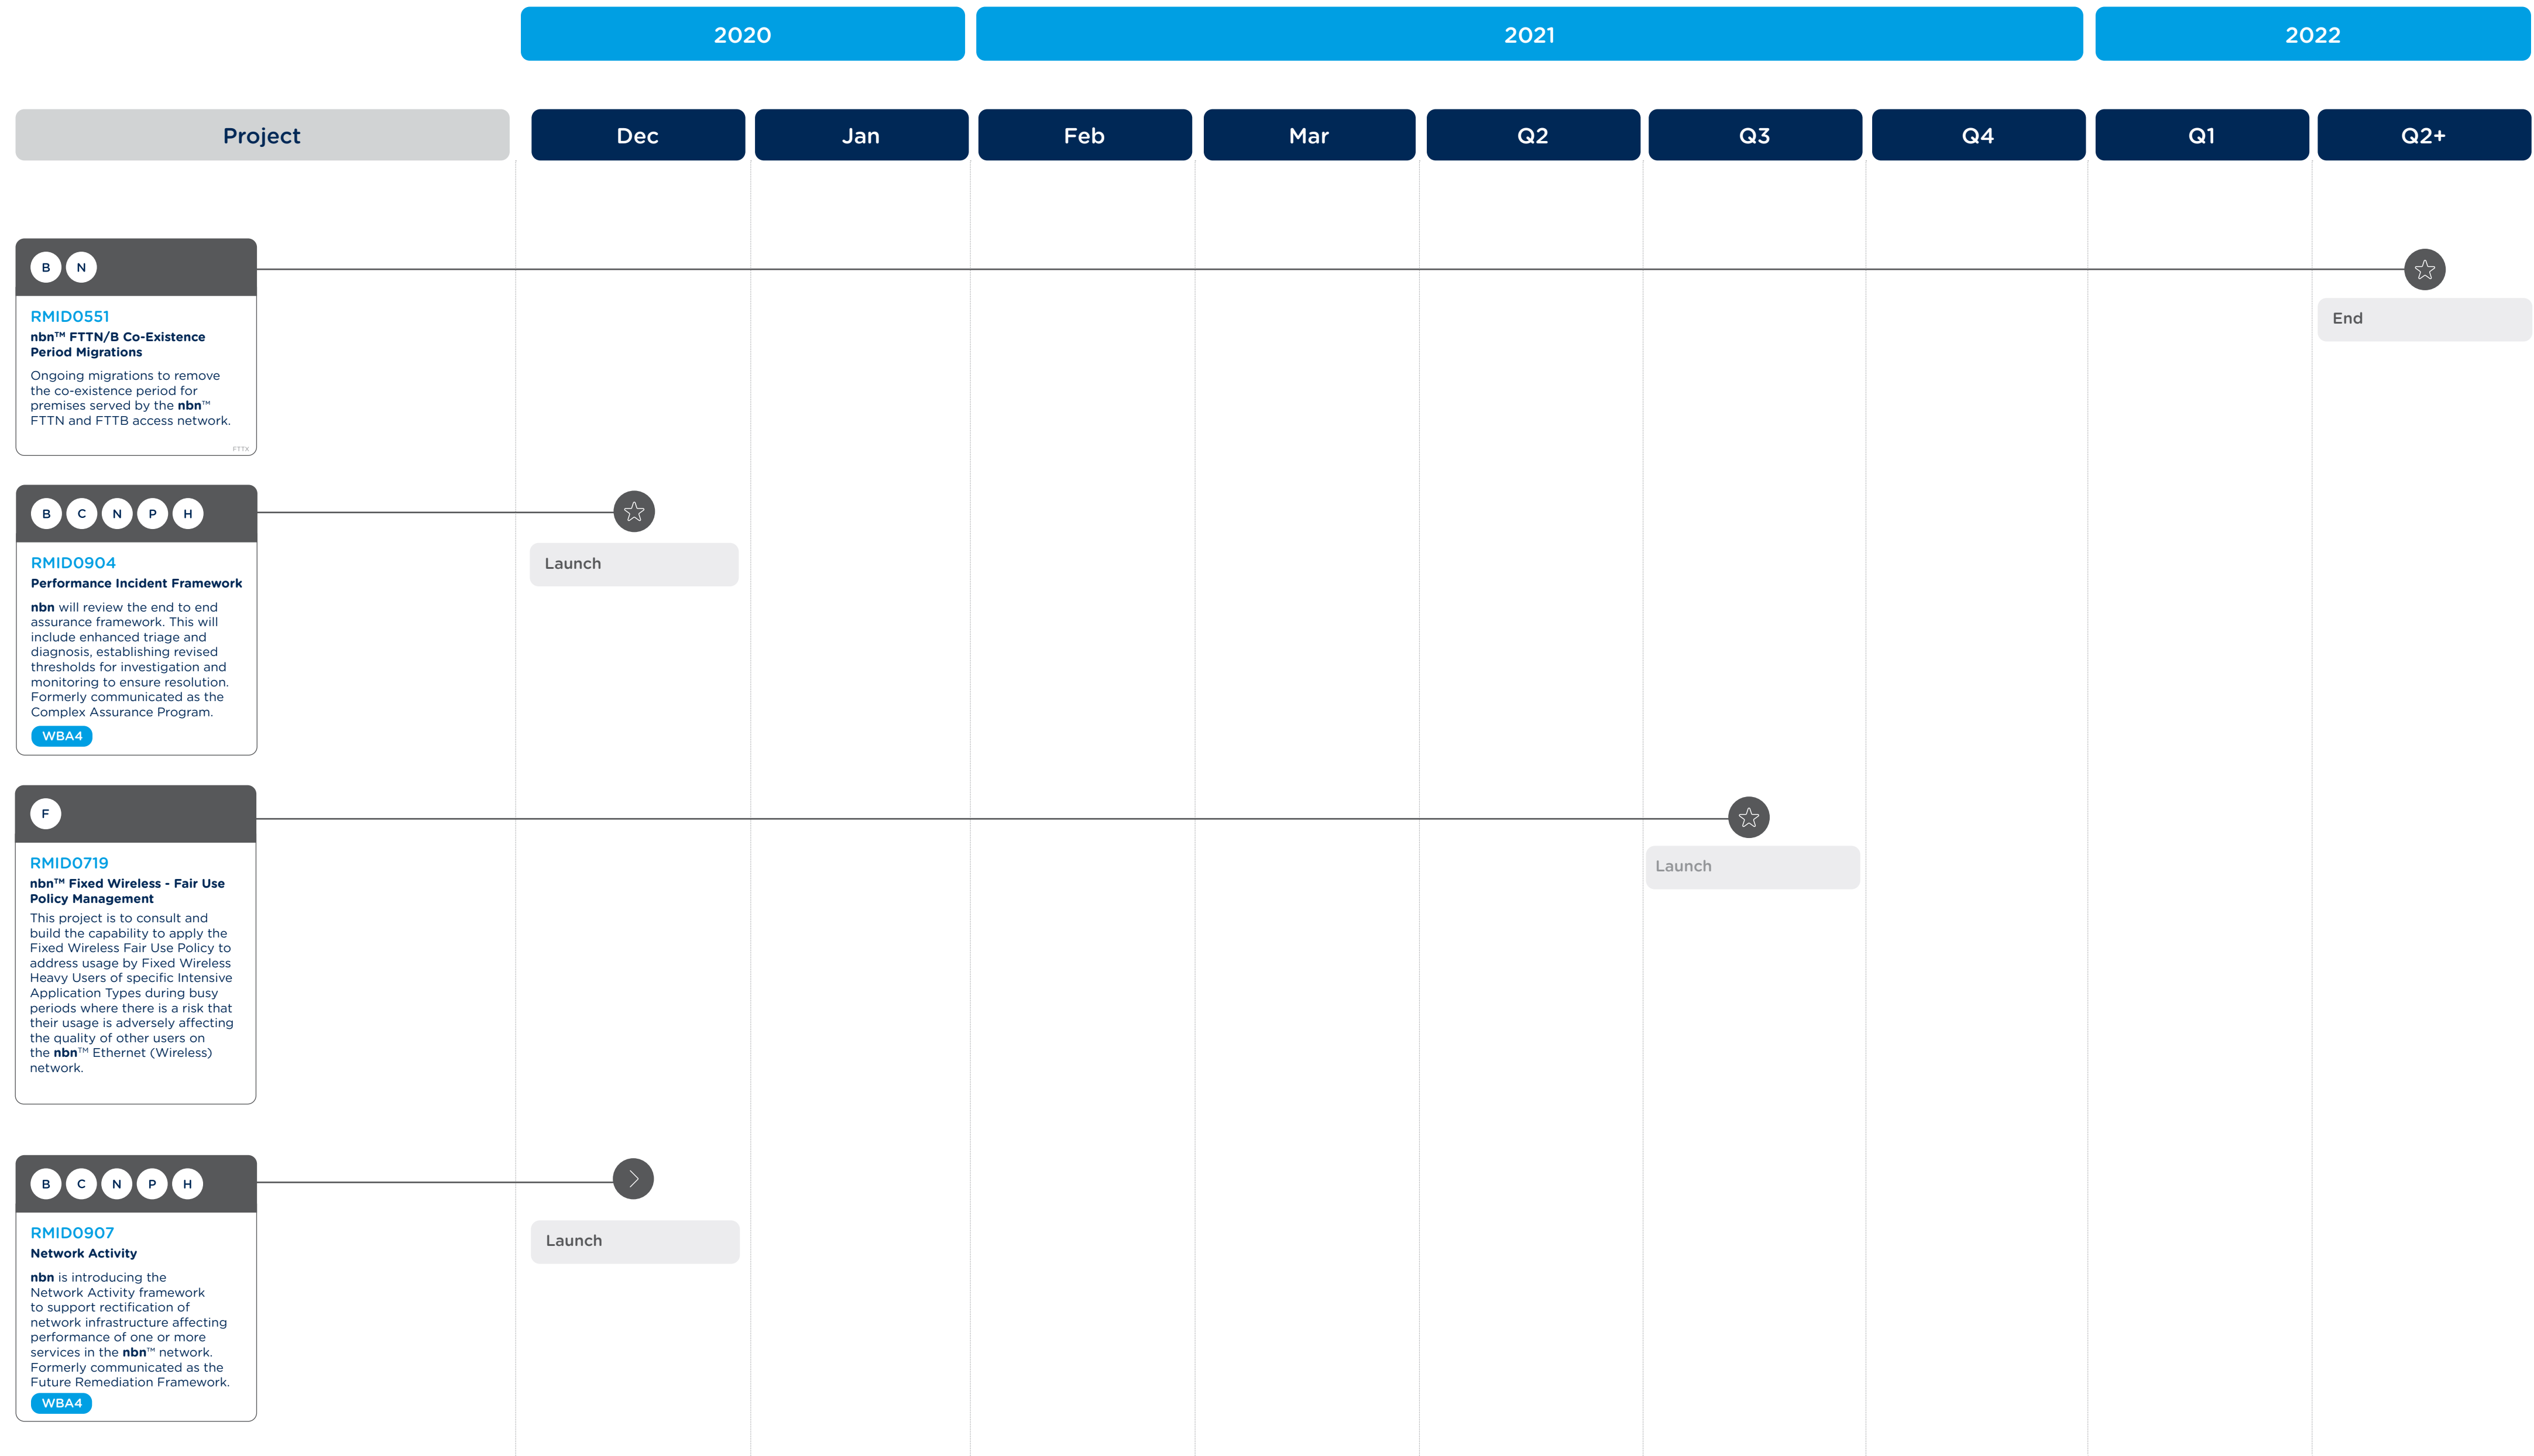 2020
2021
2022
Project
Dec
Jan
Feb
Mar
Q2
Q3
Q4
Q1
Q2+
B N
RMID0551
nbn™ FTTN/B Co-Existence
Period Migrations
Ongoing migrations to remove
the co-existence period for
premises served by the nbn™
FTTN and FTTB access network.
FTTX
End
B C N P H
RMID0904
Performance Incident Framework
nbn will review the end to end
assurance framework. This will
include enhanced triage and
diagnosis, establishing revised
thresholds for investigation and
monitoring to ensure resolution.
Formerly communicated as the
Complex Assurance Program.
WBA4
Launch
F
RMID0719
nbn™ Fixed Wireless - Fair Use
Policy Management
This project is to consult and
build the capability to apply the
Fixed Wireless Fair Use Policy to
address usage by Fixed Wireless
Heavy Users of specific Intensive
Application Types during busy
periods where there is a risk that
their usage is adversely affecting
the quality of other users on
the nbn™ Ethernet (Wireless)
network.
Launch
B C N P H
RMID0907
Network Activity
nbn is introducing the
Network Activity framework
to support rectification of
network infrastructure affecting
performance of one or more
services in the nbn™ network.
Formerly communicated as the
Future Remediation Framework.
WBA4
Launch